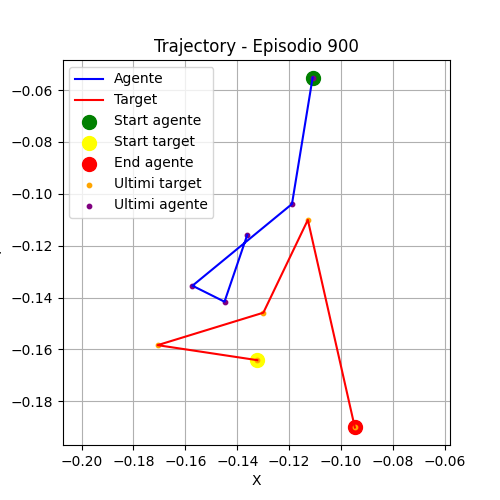 Trajectory - Episodio 900
Agente
Target
Start agente
Start target
End agente
Ultimi target
Ultimi agente
−0.06
−0.08
−0.10
−0.12
−0.14
−0.16
−0.18
−0.20 −0.18 −0.16 −0.14 −0.12 −0.10 −0.08 −0.06
X